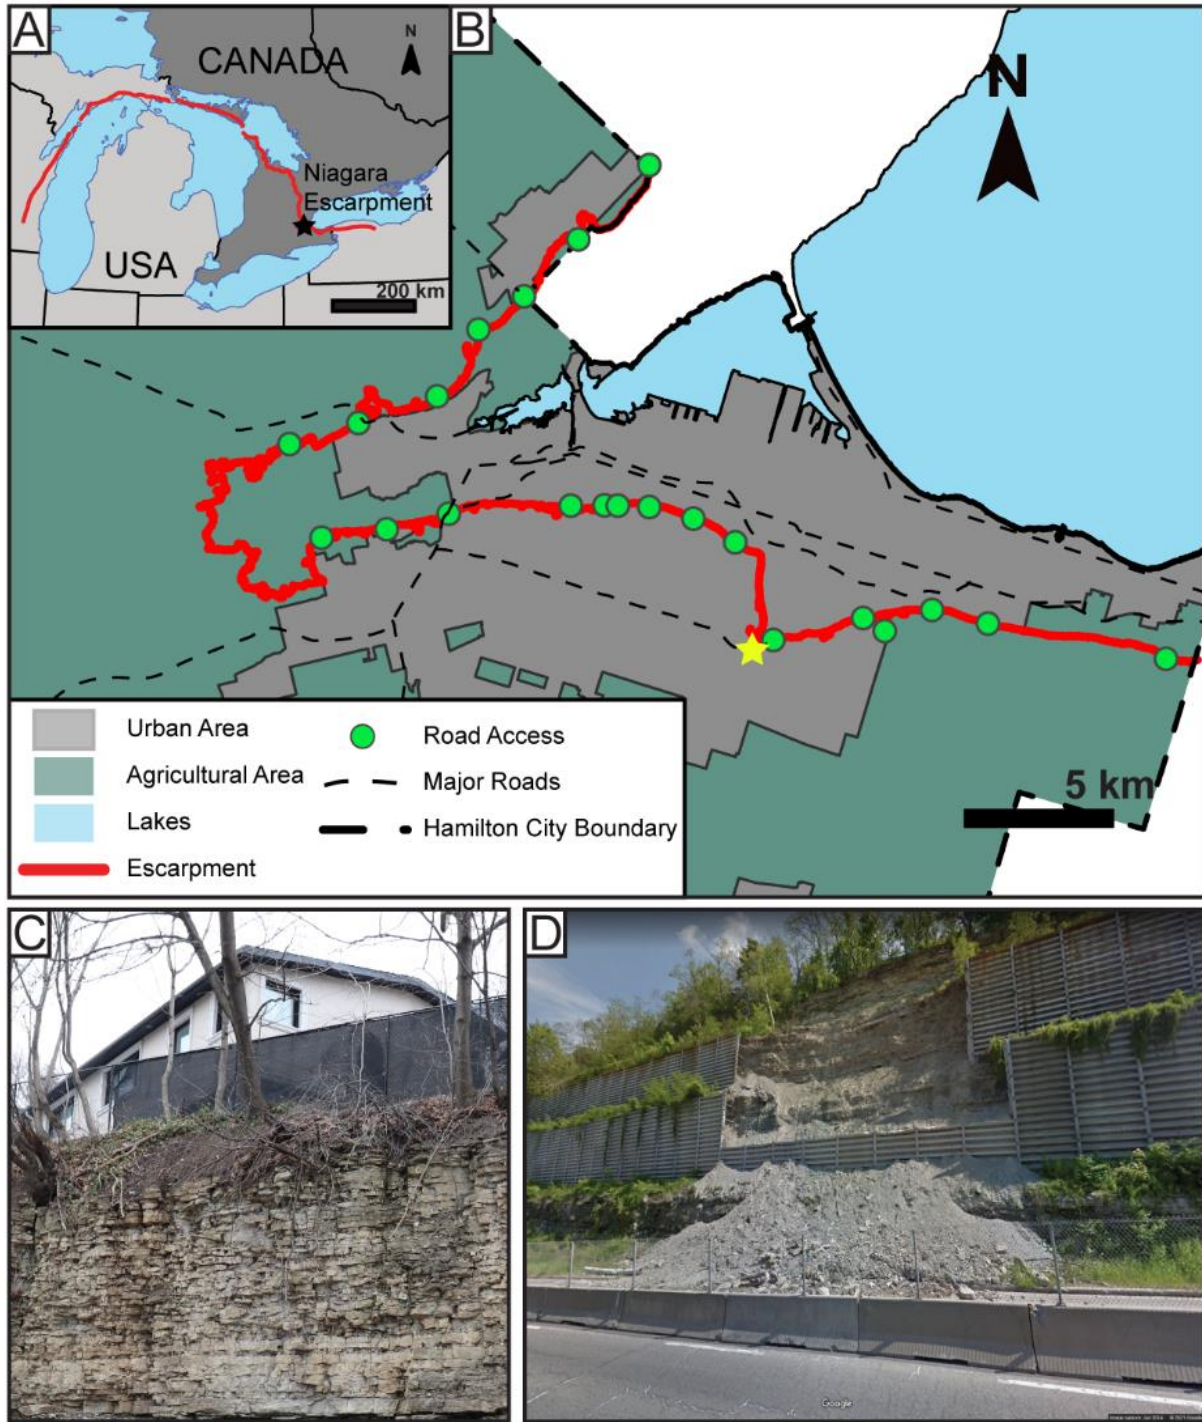 A
CANADA
N
Niagara
Escarpment
USA
200 km
B
N
5 km
Urban Area
Agricultural Area
Lakes
Escarpment
Road Access
Major Roads
Hamilton City Boundary
C
D
Google